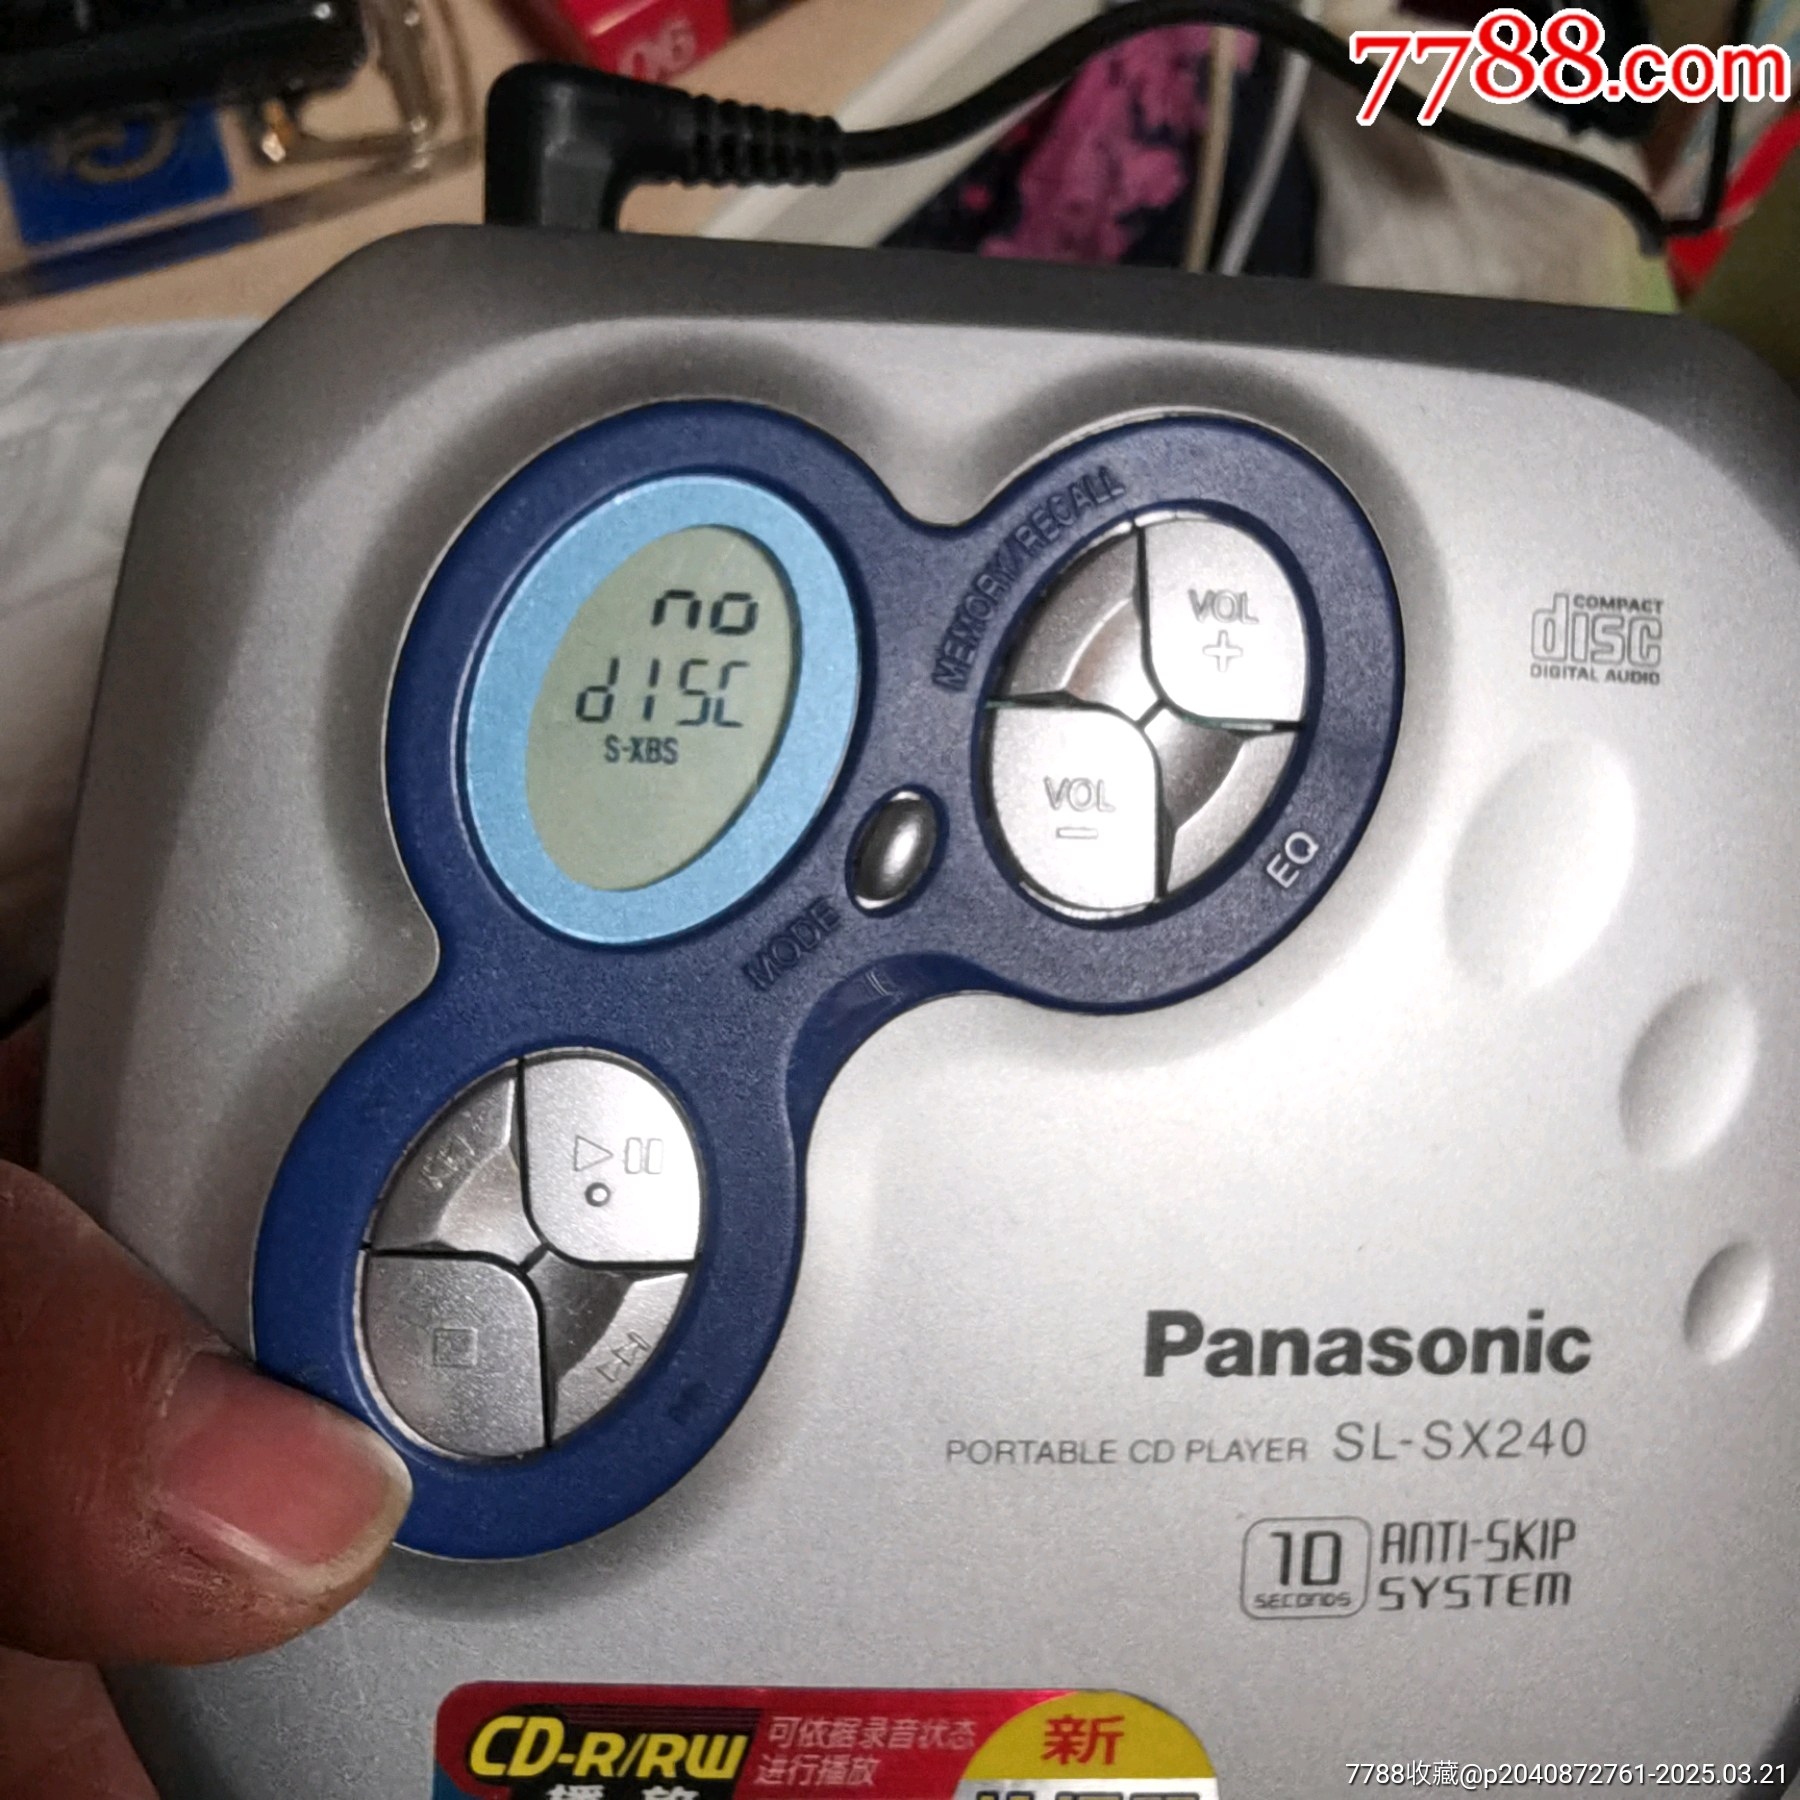 7788.com
no
dISC
S-XBS
MEMORY/RECALL
VOL
+
VOL
-
EQ
MODE
COMPACT
disc
DIGITAL AUDIO
Panasonic
PORTABLE CD PLAYER SL-SX240
10 SECONDS
ANTI-SKIP
SYSTEM
CD-R/RW
可依据录音状态
进行播放
播放
新
7788收藏@p2040872761-2025.03.21